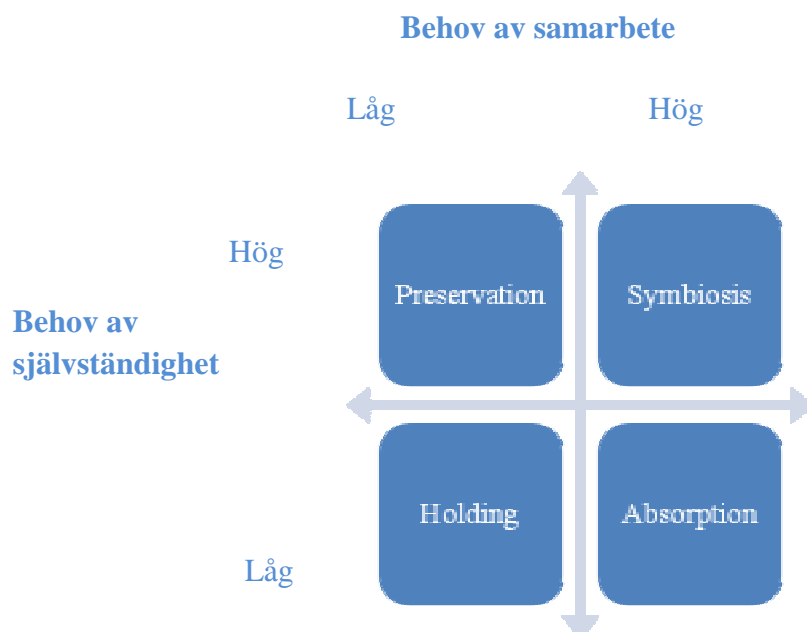 Behov av samarbete
Låg Hög
Hög
Preservation Symbiosis
Behov av
självständighet
Holding Absorption
Låg